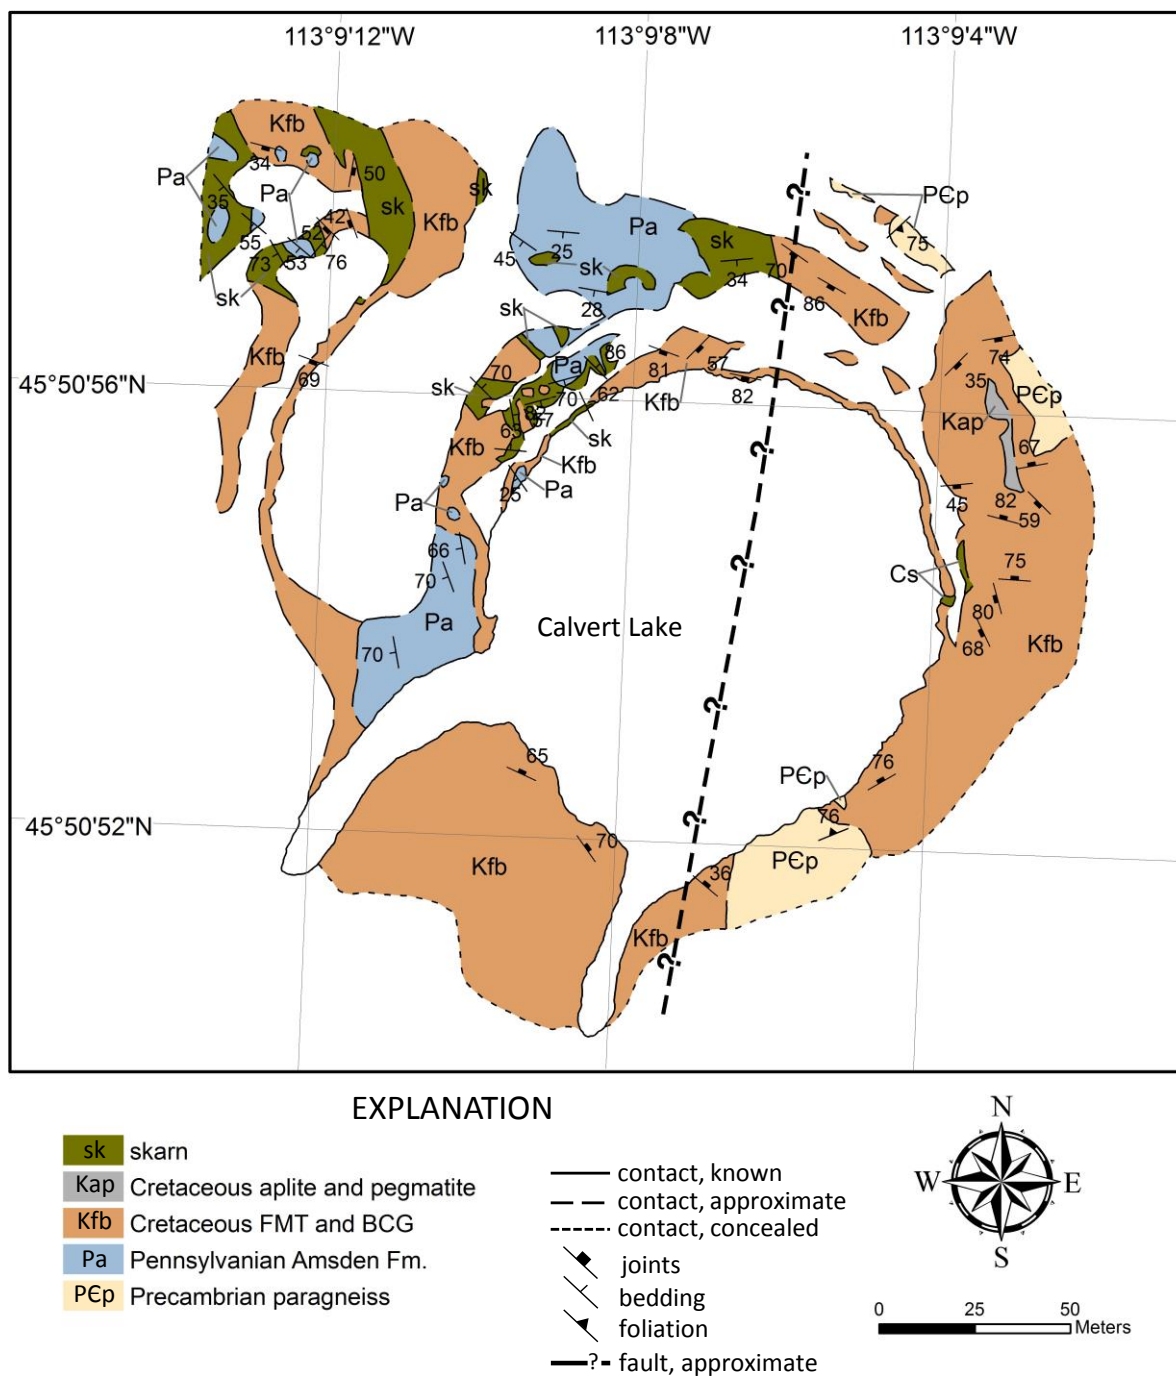 113°9'12"W
113°9'8"W
113°9'4"W
Kfb
34
50
Pa
Pa
sk
Pa
sk
PЄp
35
sk
Kfb
75
55
52
42
25
45
70
73
53
76
sk
34
sk
28
86
Kfb
sk
sk
Kfb
69
Pa
86
81
57
82
74
35
PЄp
45°50'56"N
sk
70
70
62
Kfb
Kap
63
67
Kfb
sk
Kfb
25
Pa
45
82
59
Pa
66
70
Cs
75
80
68
Kfb
Pa
Calvert Lake
70
65
76
PЄp
76
45°50'52"N
70
PЄp
Kfb
36
Kfb
?
?
?
?
?
?
?
?
EXPLANATION
sk skarn
Kap Cretaceous aplite and pegmatite
Kfb Cretaceous FMT and BCG
Pa Pennsylvanian Amsden Fm.
PЄp Precambrian paragneiss
contact, known
contact, approximate
contact, concealed
joints
bedding
foliation
? fault, approximate
N
W E
S
0 25 50
Meters